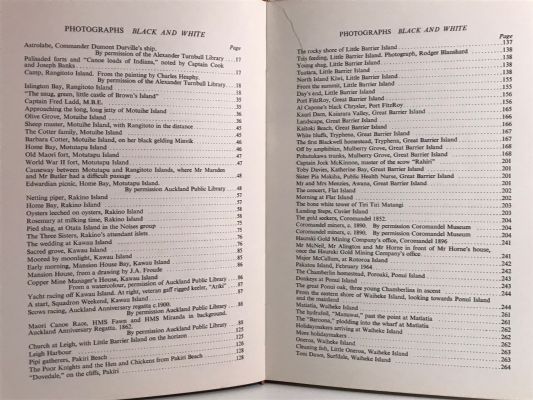 PHOTOGRAPHS BLACK AND WHITE
Page
Astrolabe, Commander Dumont Durville's ship.
By permission of the Alexander Turnbull Library ....17
Palisaded farm and "Canoe loads of Indians," noted by Captain Cook
and Joseph Banks
Camp, Rangitoto Island. From the painting by Charles Heaphy.
By permission of the Alexander Turnbull Library....18
Islington Bay, Rangitoto Island
"The snug, green, little castle of Brown's Island"
Captain Fred Ladd, M.B.E.
Approaching the long, long jetty of Motuihe Island
Olive Grove, Motuihe Island
Sheep muster, Motuihe Island, with Rangitoto in the distance
The Cotter family, Motuihe Island
Barbara Cotter, Motuihe Island, on her black gelding Minvik
Home Bay, Motutapu Island
Old Maori fort, Motutapu Island
World War II fort, Motutapu Island
Causeway between Motutapu and Rangitoto Islands, where Mr Marsden
and Mr Butler had a difficult passage
Edwardian picnic, Home Bay, Motutapu Island.
By permission Auckland Public Library
Netting piper, Rakino Island
Home Bay, Rakino Island
Oysters leeched on oysters, Rakino Island
Rosemary at milking time, Rakino Island
Pied shag, at Otata Island in the Noises group
The Three Sisters, Rakino's attendant islets
The wedding at Kawau Island
Sacred grove, Kawau Island
Moored by moonlight, Kawau Island
Early morning, Mansion House Bay, Kawau Island
Mansion House, from a drawing by J.A. Froude
Copper Mine Manager's House, Kawau Island.
From a watercolour, permission of Auckland Public Library
Yacht racing off Kawau Island. At right, veteran gaff rigged keeler, "Ariki"
A start, Squadron Weekend, Kawau Island
Scows racing, Auckland Anniversary regatta c.1900.
By permission Auckland Public Library
Maori Canoe Race, HMS Fawn and HMS Miranda in background.
Auckland Anniversary Regatta, 1862.
By permission Auckland Public Library
Church at Leigh, with Little Barrier Island on the horizon
Leigh Harbour
Pipi gatherers, Pakiri Beach
The Poor Knights and the Hen and Chickens from Pakiri Beach
"Dovedale," on the cliffs, Pakiri
PHOTOGRAPHS BLACK AND WHITE
Page
The rocky shore of Little Barrier Island
Tuis feeding, Little Barrier Island. Photograph, Rodger Blanshard
Young shag, Little Barrier Island
Tuatara, Little Barrier Island
North Island Kiwi, Little Barrier Island
From the summit, Little Barrier Island
Day's end, Little Barrier Island
Port FitzRoy, Great Barrier Island
Al Capone's black Chrysler, Port FitzRoy
Kauri Dam, Kaiarara Valley, Great Barrier Island
Landscape, Great Barrier Island
Kaitoki Beach, Great Barrier Island
White bluffs, Tryphena, Great Barrier Island
The first Blackwell homestead, Tryphena, Great Barrier Island
Off by amphibian, Mulberry Grove, Great Barrier Island
Pohutukawa trunks, Mulberry Grove, Great Barrier Island
Captain Jock McKinnon, master of the scow "Rahiri"
Toby Davies, Katherine Bay, Great Barrier Island
Sister Pia Maddix, Public Health Nurse, Great Barrier Island
Mr and Mrs Menzies, Awana, Great Barrier Island
The concert, Flat Island
Morning at Flat Island
The bone white tower of Tiri Tiri Matangi
Landing Steps, Cuvier Island
The gold seekers, Coromandel 1852.
Coromandel miners, c. 1890. By permission Coromandel Museum
Coromandel miners, c. 1890. By permission Coromandel Museum
Hauraki Gold Mining Company's office, Coromandel 1896
Mr McNeil, Mr Alington and Mr Horne in front of Mr Horne's house,
once the Hauraki Gold Mining Company's office
Major McCallum, at Rotoroa Island
Pakatoa Island, February 1964
The Chamberlin homestead, Poroaki, Ponui Island
Donkeys at Ponui Island
The great Ponui oak, three young Chamberlins in ascent
From the eastern shore of Waiheke Island, looking towards Ponui Island
and the mainland
Matiatia, Waiheke Island
The hydrofoil, "Manuwai," past the point at Matiatia
The "Baroona," plodding into the wharf at Matiatia
Holidaymakers arriving at Waiheke Island
More holidaymakers
Oneroa, Waiheke Island
Cleaning fish, Little Oneroa, Waiheke Island
Toni Dawn, Surfdale, Waiheke Island